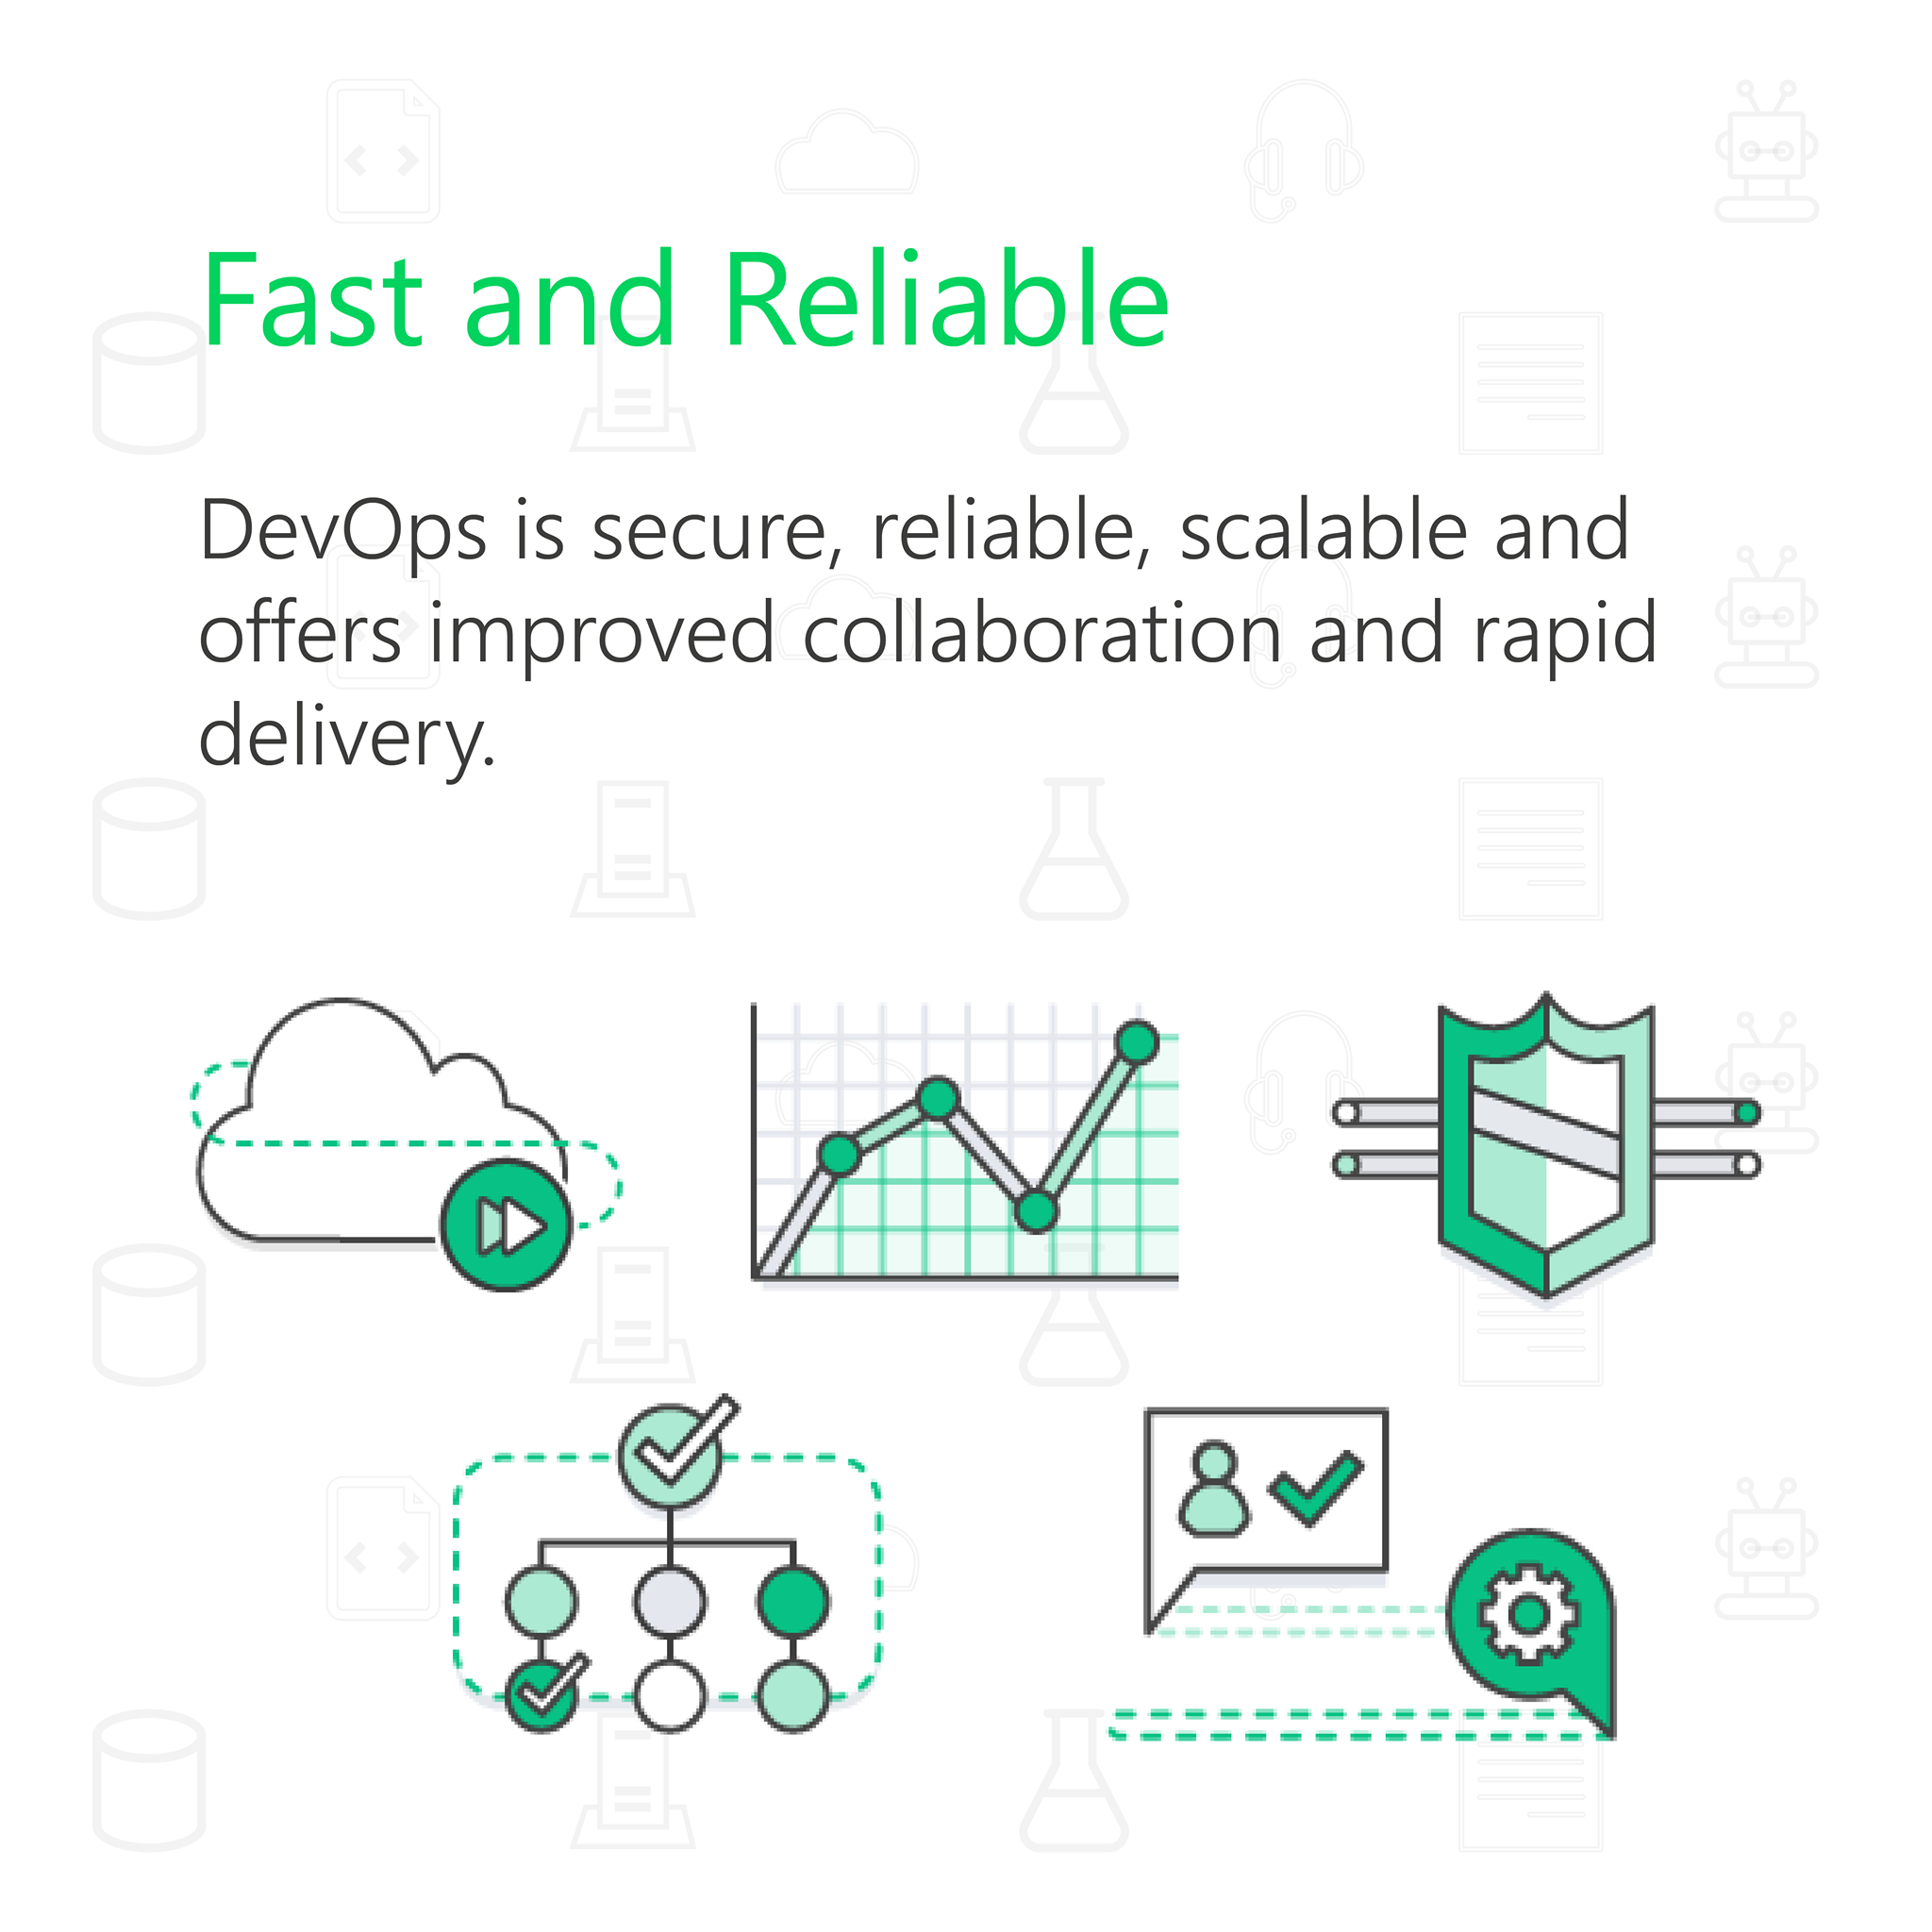 Fast and Reliable
DevOps is secure, reliable, scalable and
offers improved collaboration and rapid
delivery.